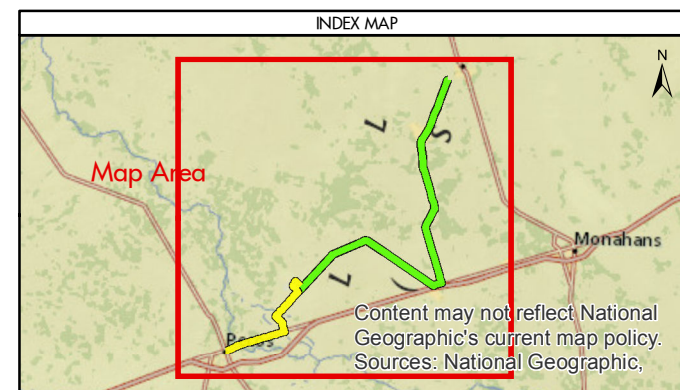 INDEX MAP
N
L
S
Map Area
Monahans
L
Content may not reflect National
Geographic's current map policy.
Sources: National Geographic,